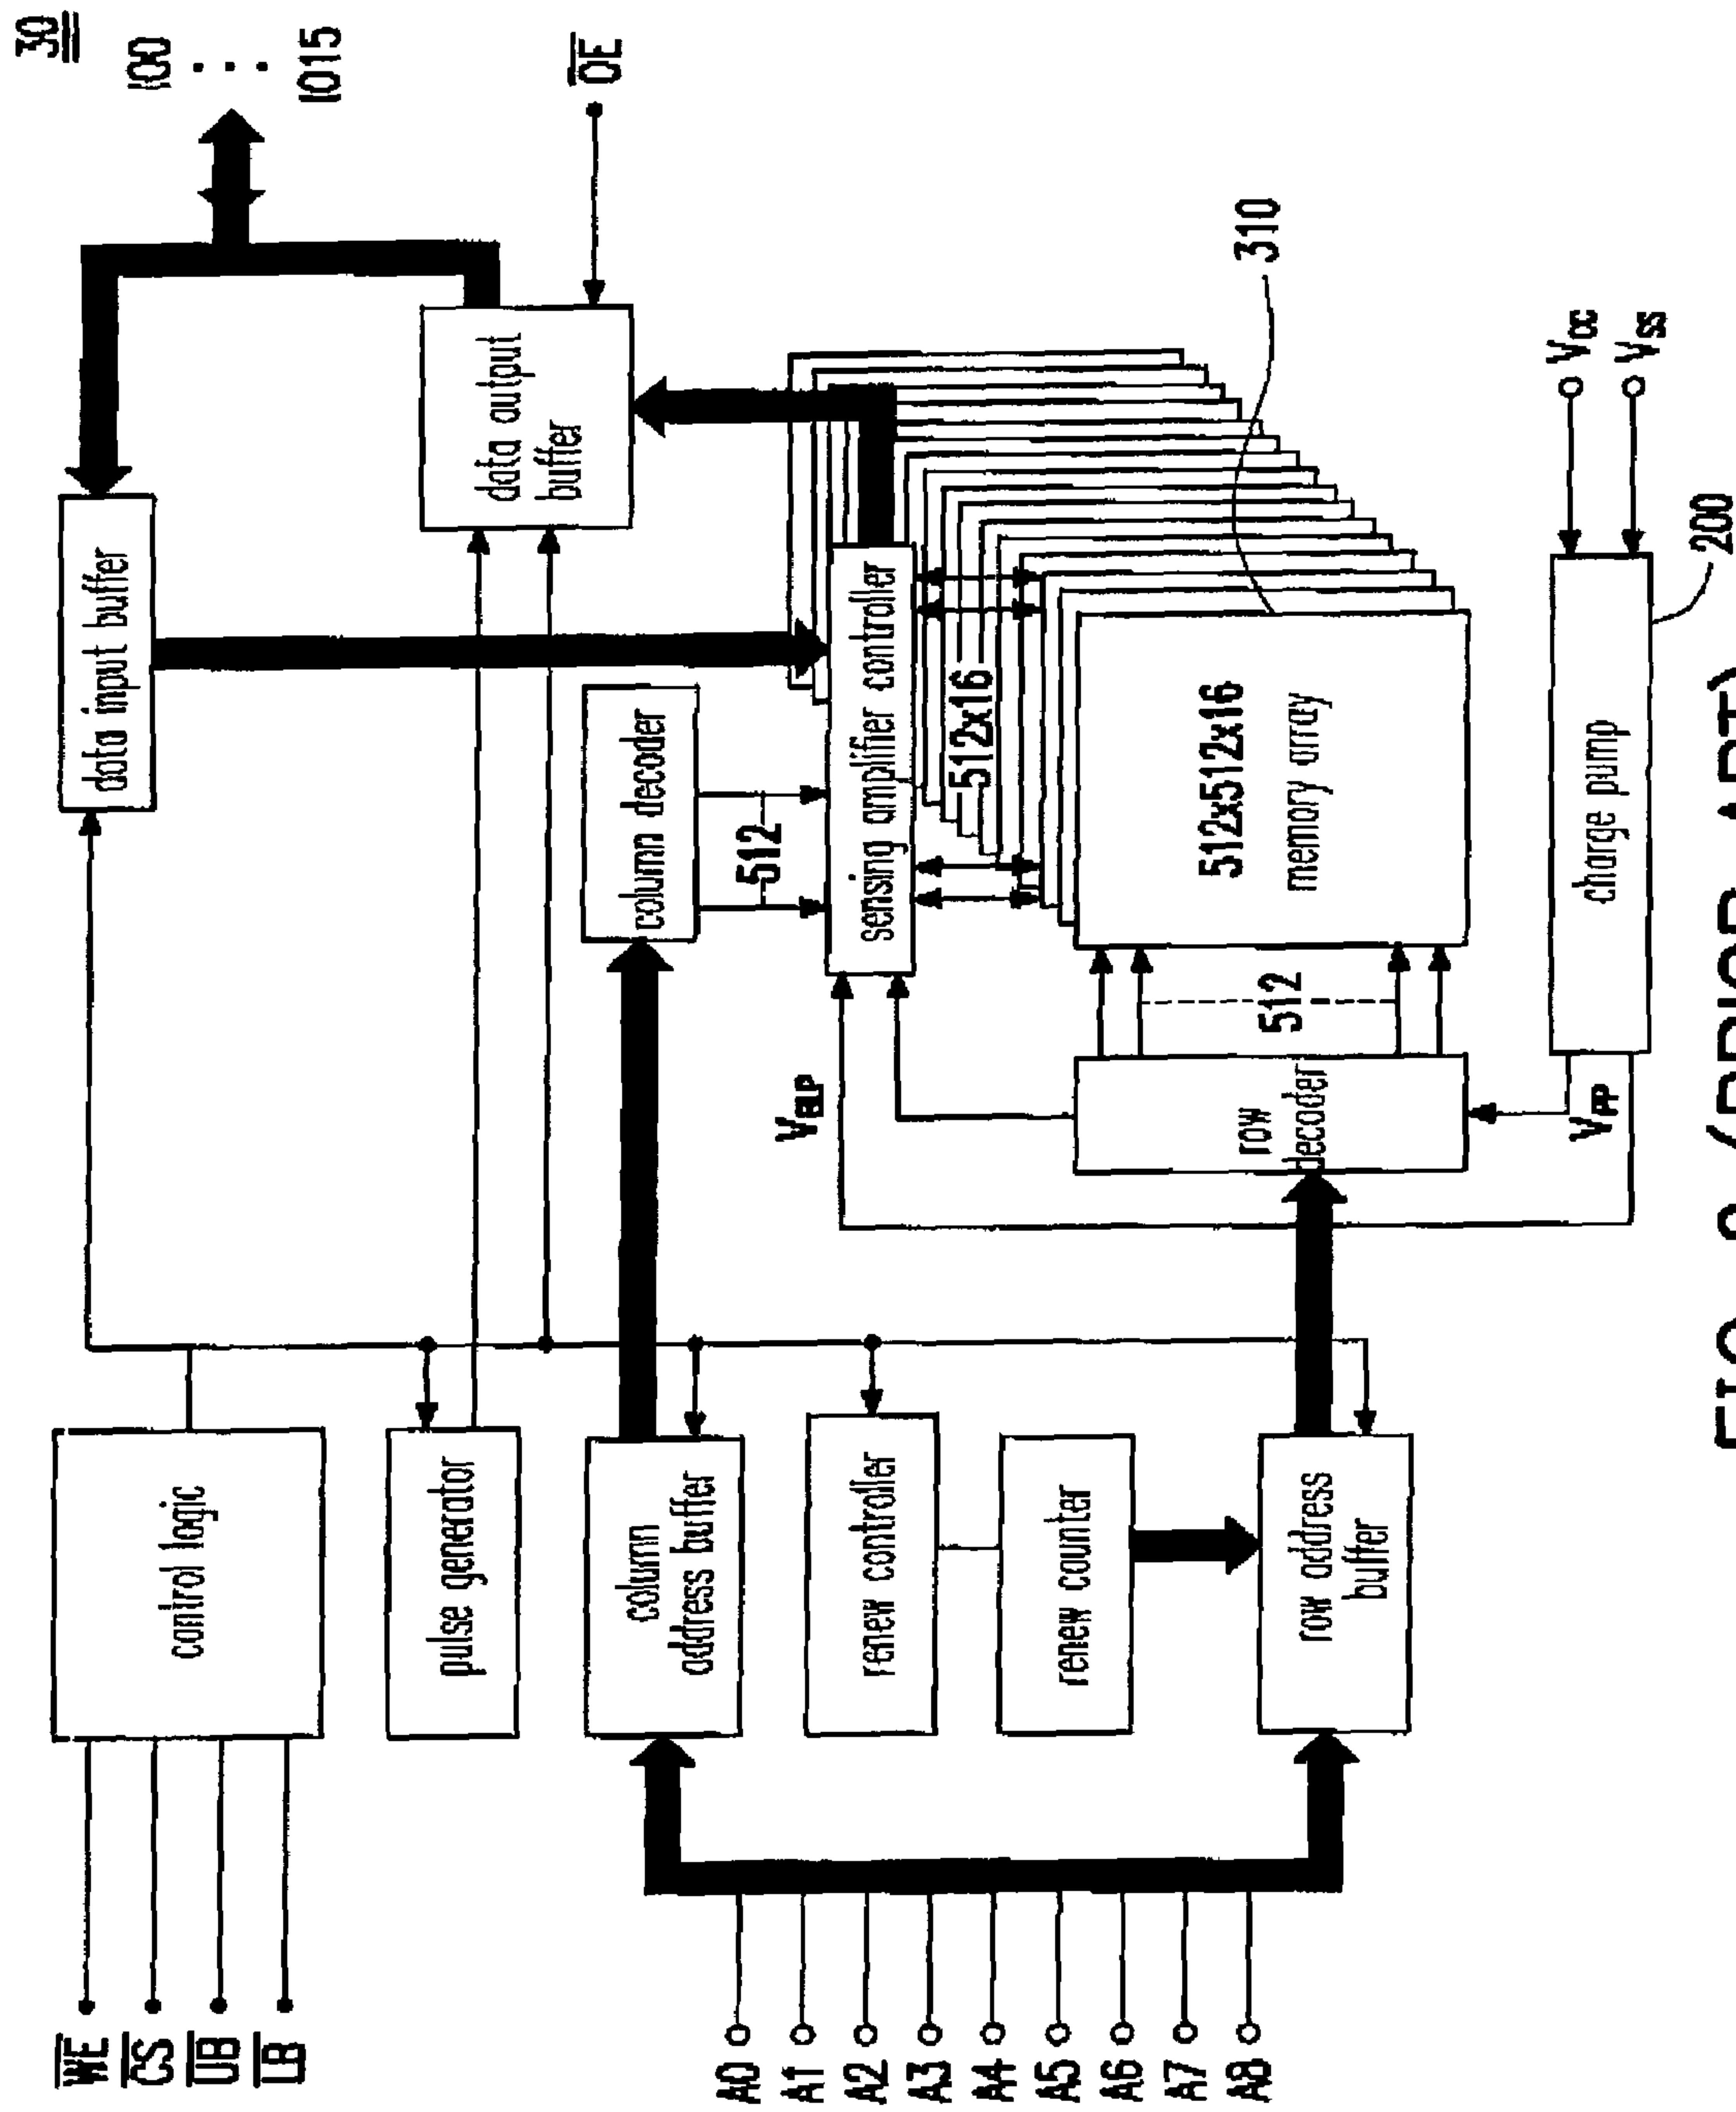 30
WE
CS
UB
LB
control logic
data input buffer
IO0
IO15
pulse generator
data output
buffer
OE
column
address buffer
column decoder
512
renew controller
VBLP
sensing amplifier controller
512x16
renew counter
A0
A1
A2
A3
A4
A5
A6
A7
A8
row address
buffer
row
decoder
512
512x512x16
memory array
310
VPP
charge pump
VCC
VSS
200
(PRIOR ART)